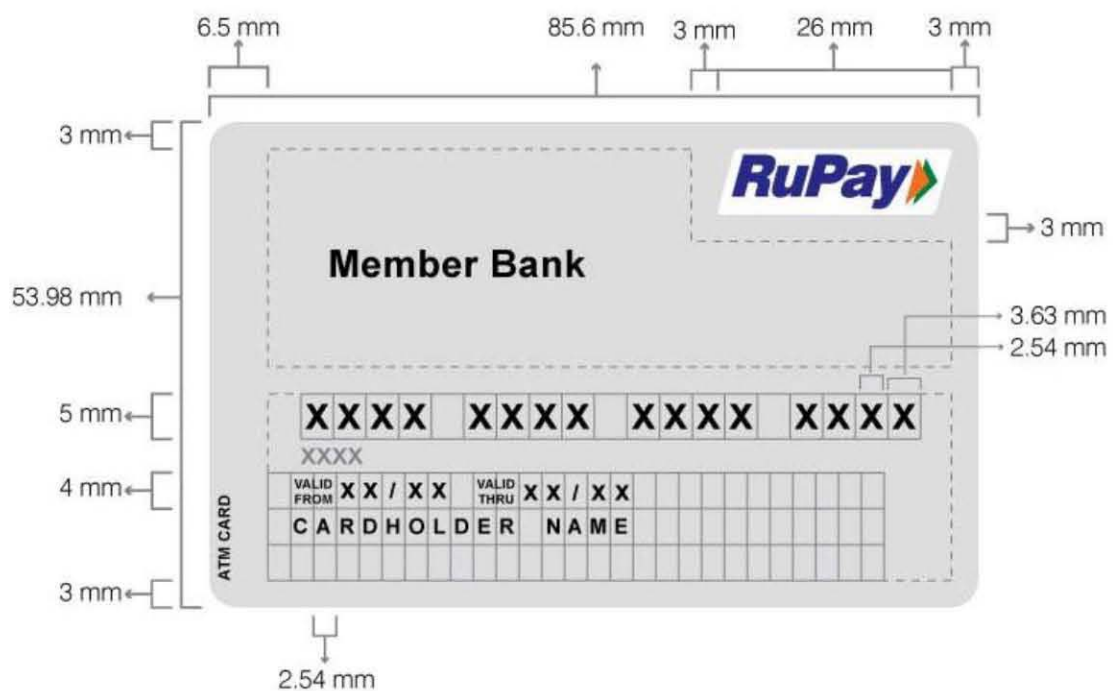 6.5 mm 85.6 mm 3 mm 26 mm 3 mm
3 mm
RuPay
3 mm
Member Bank
53.98 mm
3.63 mm
2.54 mm
5 mm
XXXX XXXX XXXX XXXX
XXXX
4 mm
VALID FROM XX/XX VALID THRU XX/XX
CARDHOLDER NAME
ATM CARD
3 mm
2.54 mm